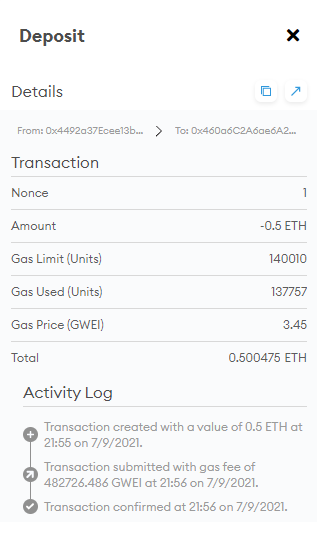 Deposit
Details
From: 0x4492a37Ecee13b... > To: 0x460a6C2A6ae6A2...
Transaction
Nonce 1
Amount -0.5 ETH
Gas Limit (Units) 140010
Gas Used (Units) 137757
Gas Price (GWEI) 3.45
Total 0.500475 ETH
Activity Log
Transaction created with a value of 0.5 ETH at
21:55 on 7/9/2021.
Transaction submitted with gas fee of
482726.486 GWEI at 21:56 on 7/9/2021.
Transaction confirmed at 21:56 on 7/9/2021.